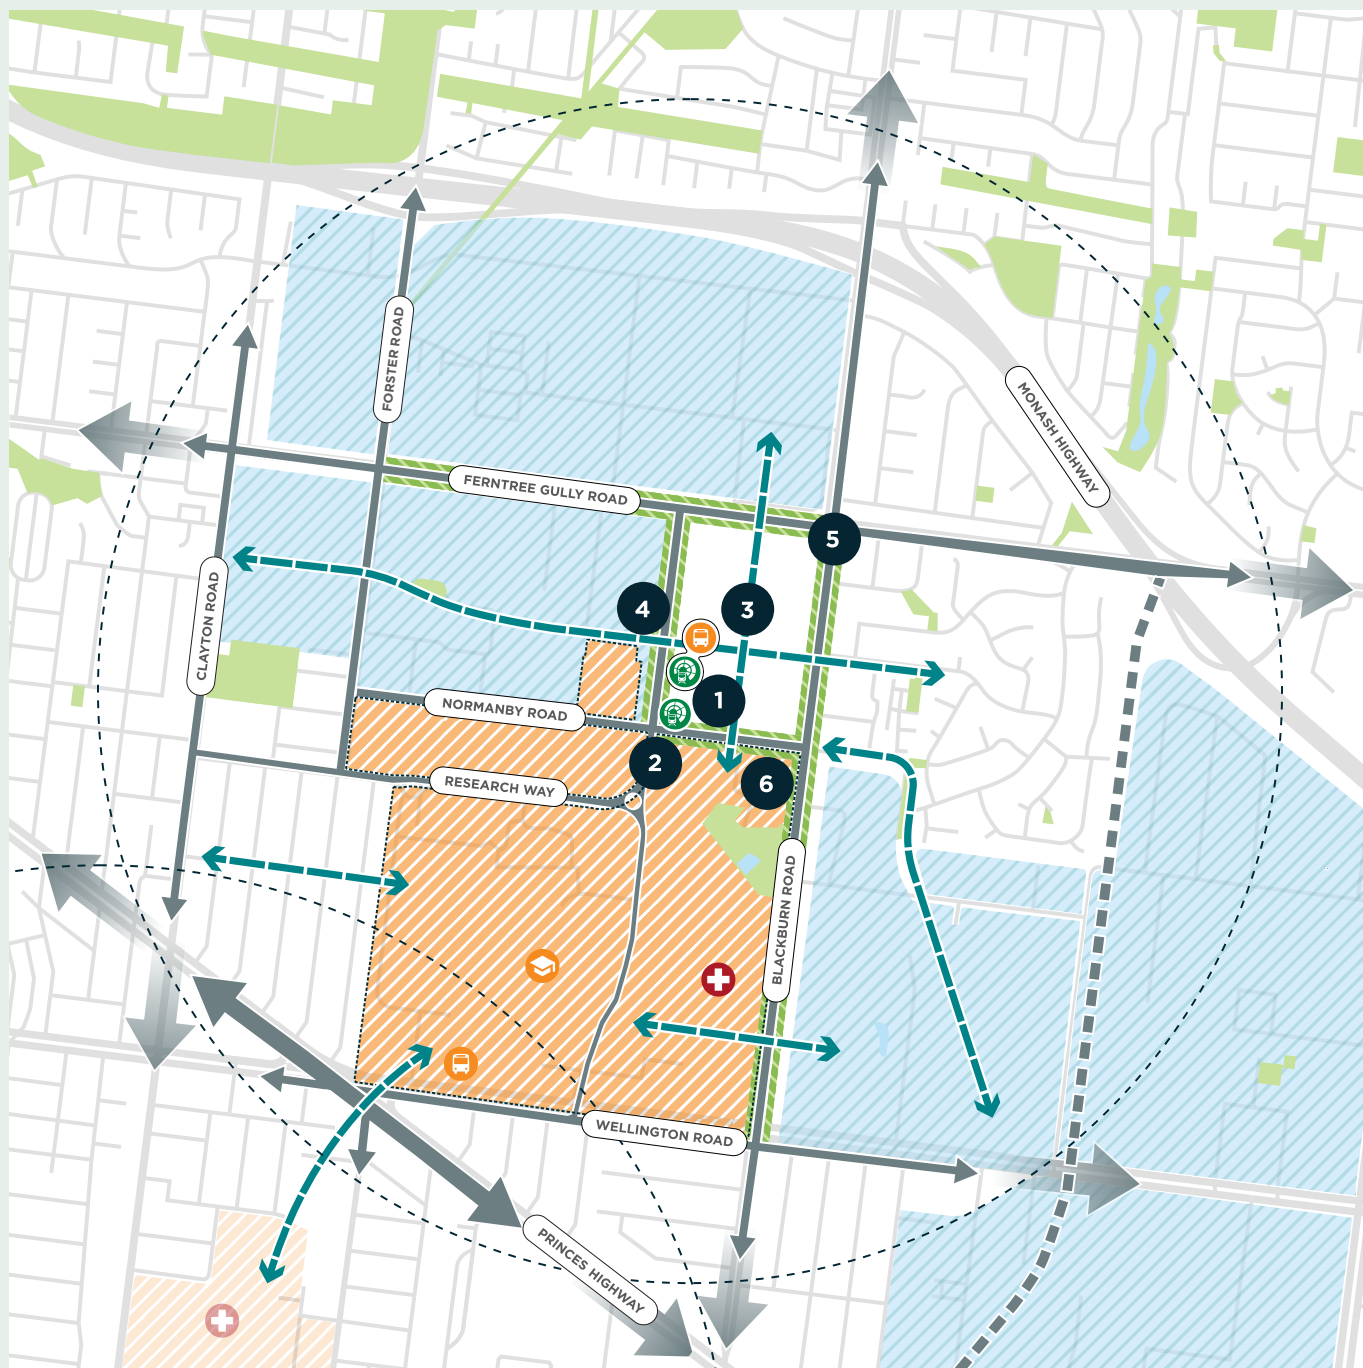 FORSTER ROAD
MONASH HIGHWAY
FERNTREE GULLY ROAD
5
CLAYTON ROAD
4
3
1
NORMANBY ROAD
2
6
RESEARCH WAY
BLACKBURN ROAD
WELLINGTON ROAD
PRINCES HIGHWAY